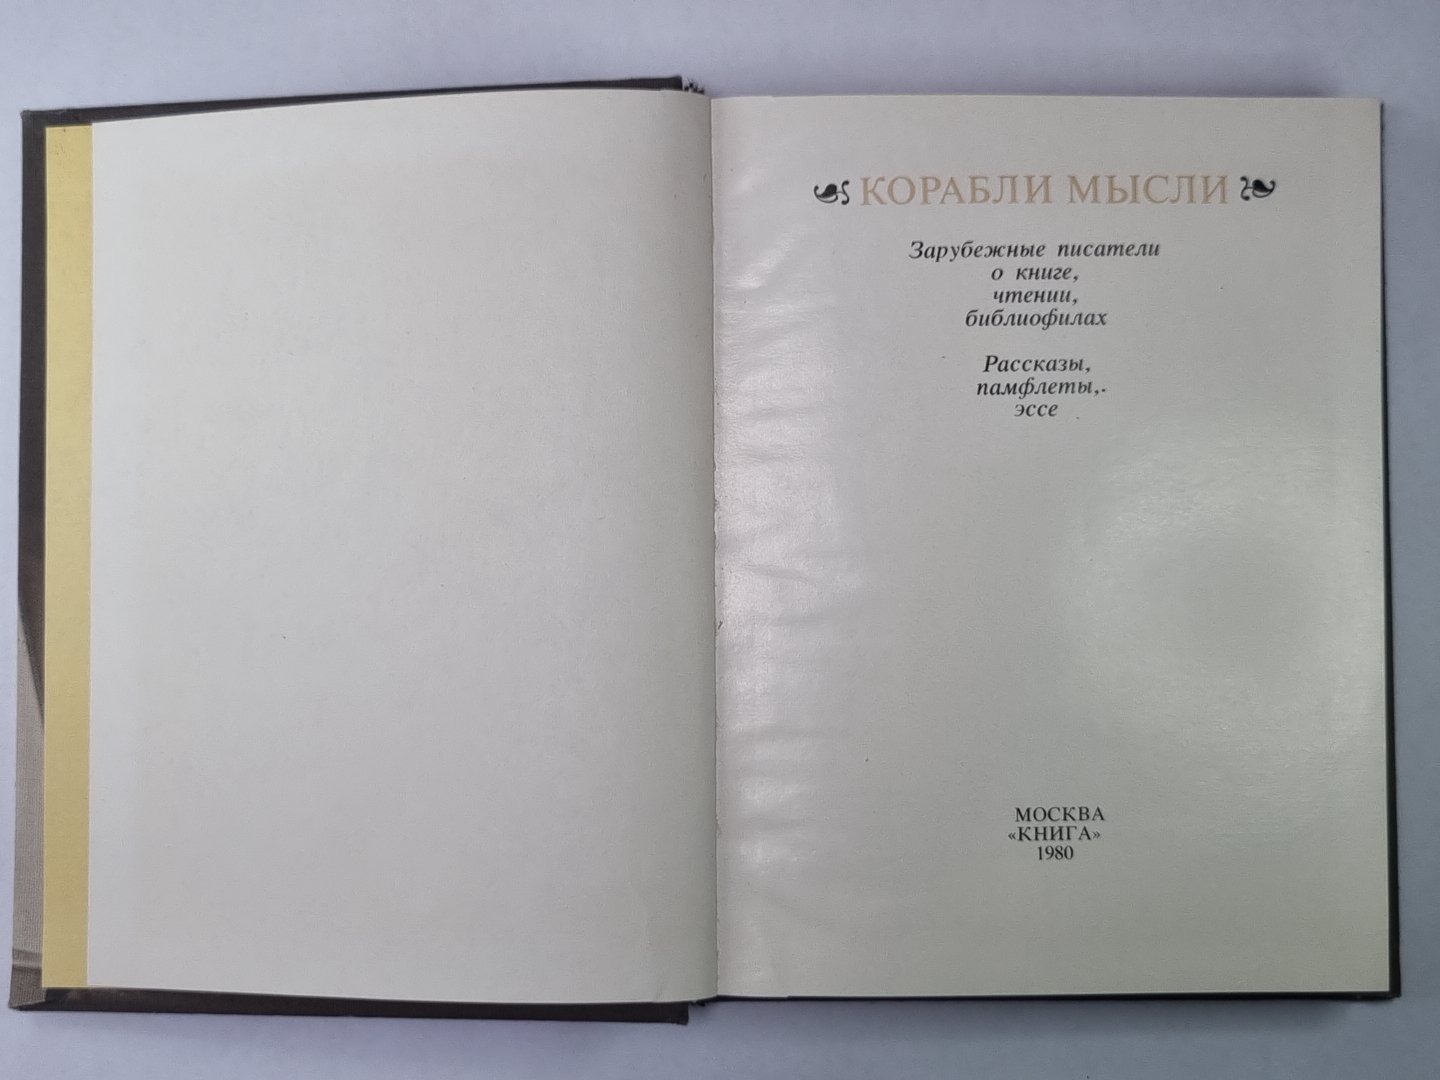 КОРАБЛИ МЫСЛИ
Зарубежные писатели
о книге,
чтении,
библиофилах
Рассказы,
памфлеты,
эссе
МОСКВА
«КНИГА»
1980